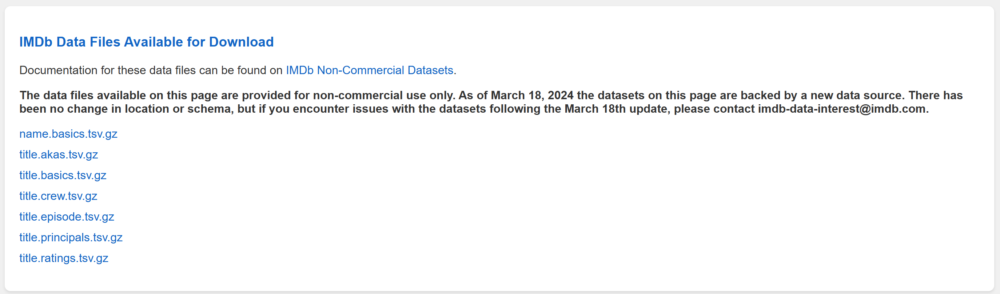 IMDb Data Files Available for Download
Documentation for these data files can be found on IMDb Non-Commercial Datasets.
The data files available on this page are provided for non-commercial use only. As of March 18, 2024 the datasets on this page are backed by a new data source. There has
been no change in location or schema, but if you encounter issues with the datasets following the March 18th update, please contact imdb-data-interest@imdb.com.
name.basics.tsv.gz
title.akas.tsv.gz
title.basics.tsv.gz
title.crew.tsv.gz
title.episode.tsv.gz
title.principals.tsv.gz
title.ratings.tsv.gz